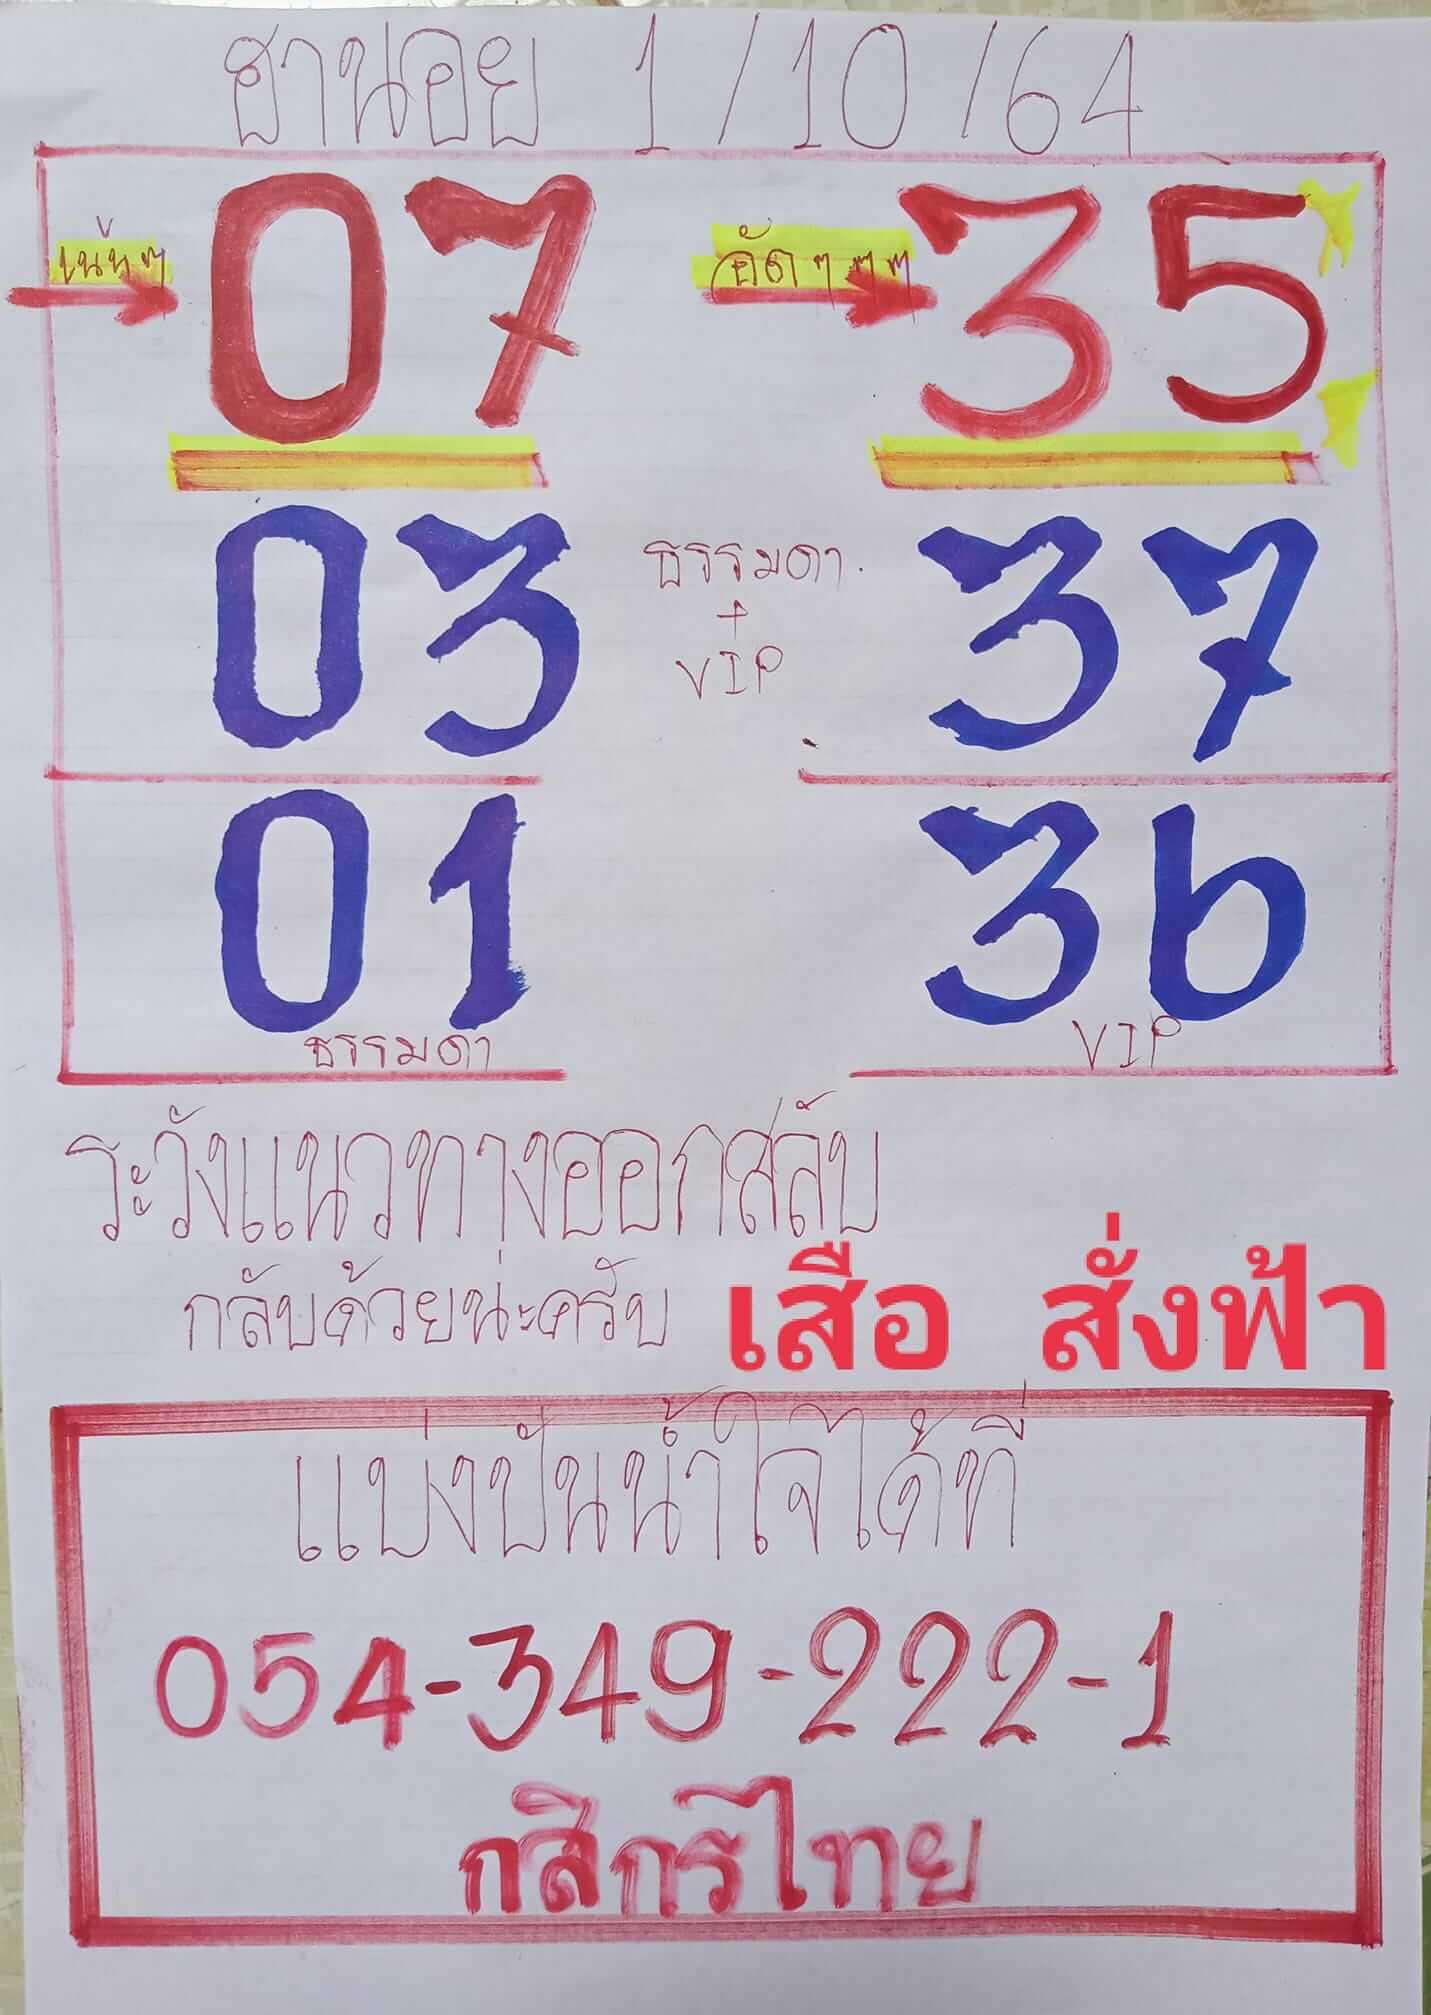 ฮานอย 1/10/64
เน้นๆ 07 อัดๆๆๆ 35
03 ธรรมดา + VIP 37
01 36
ธรรมดา VIP
ระวังแนวทางออกสลับ
กลับด้วยน่ะครับ เสือ สั่งฟ้า
แบ่งปันน้ำใจได้ที่
054-349-222-1
กสิกรไทย